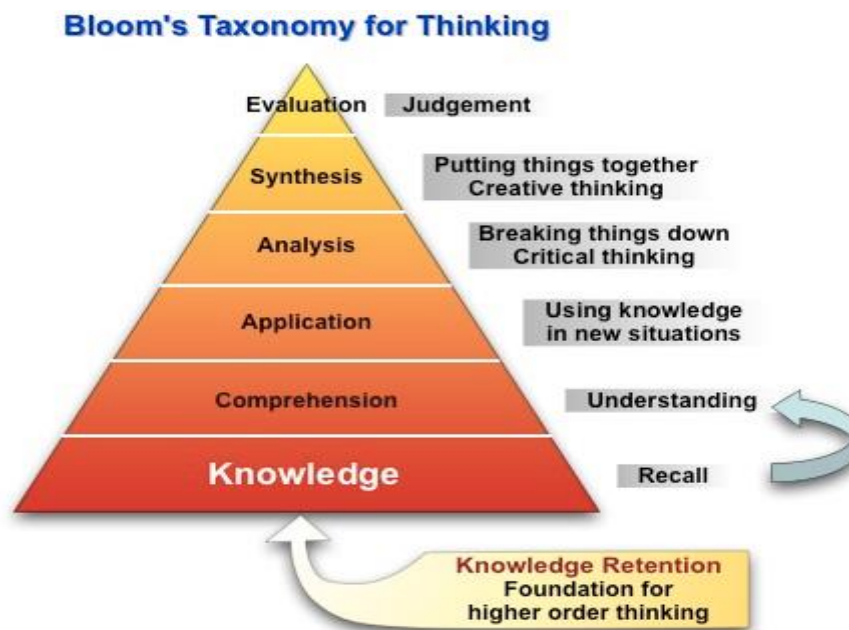 Bloom's Taxonomy for Thinking
Evaluation
Judgement
Synthesis
Putting things together
Creative thinking
Analysis
Breaking things down
Critical thinking
Application
Using knowledge
in new situations
Comprehension
Understanding
Knowledge
Recall
Knowledge Retention
Foundation for
higher order thinking